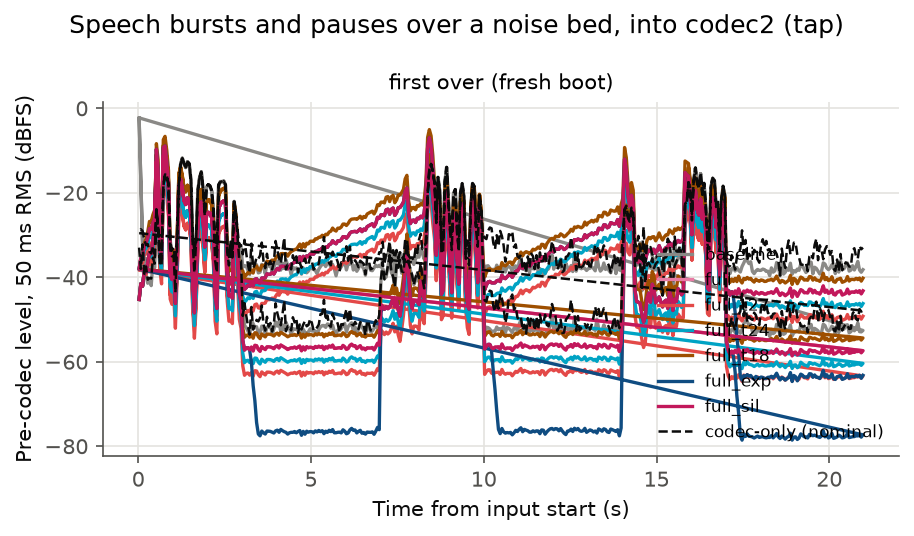 Speech bursts and pauses over a noise bed, into codec2 (tap)
first over (fresh boot)
Pre-codec level, 50 ms RMS (dBFS)
0
−20
−40
−60
−80
0
5
10
15
20
Time from input start (s)
baseline
full
full_t24
full_t18
full_exp
full_sil
codec-only (nominal)